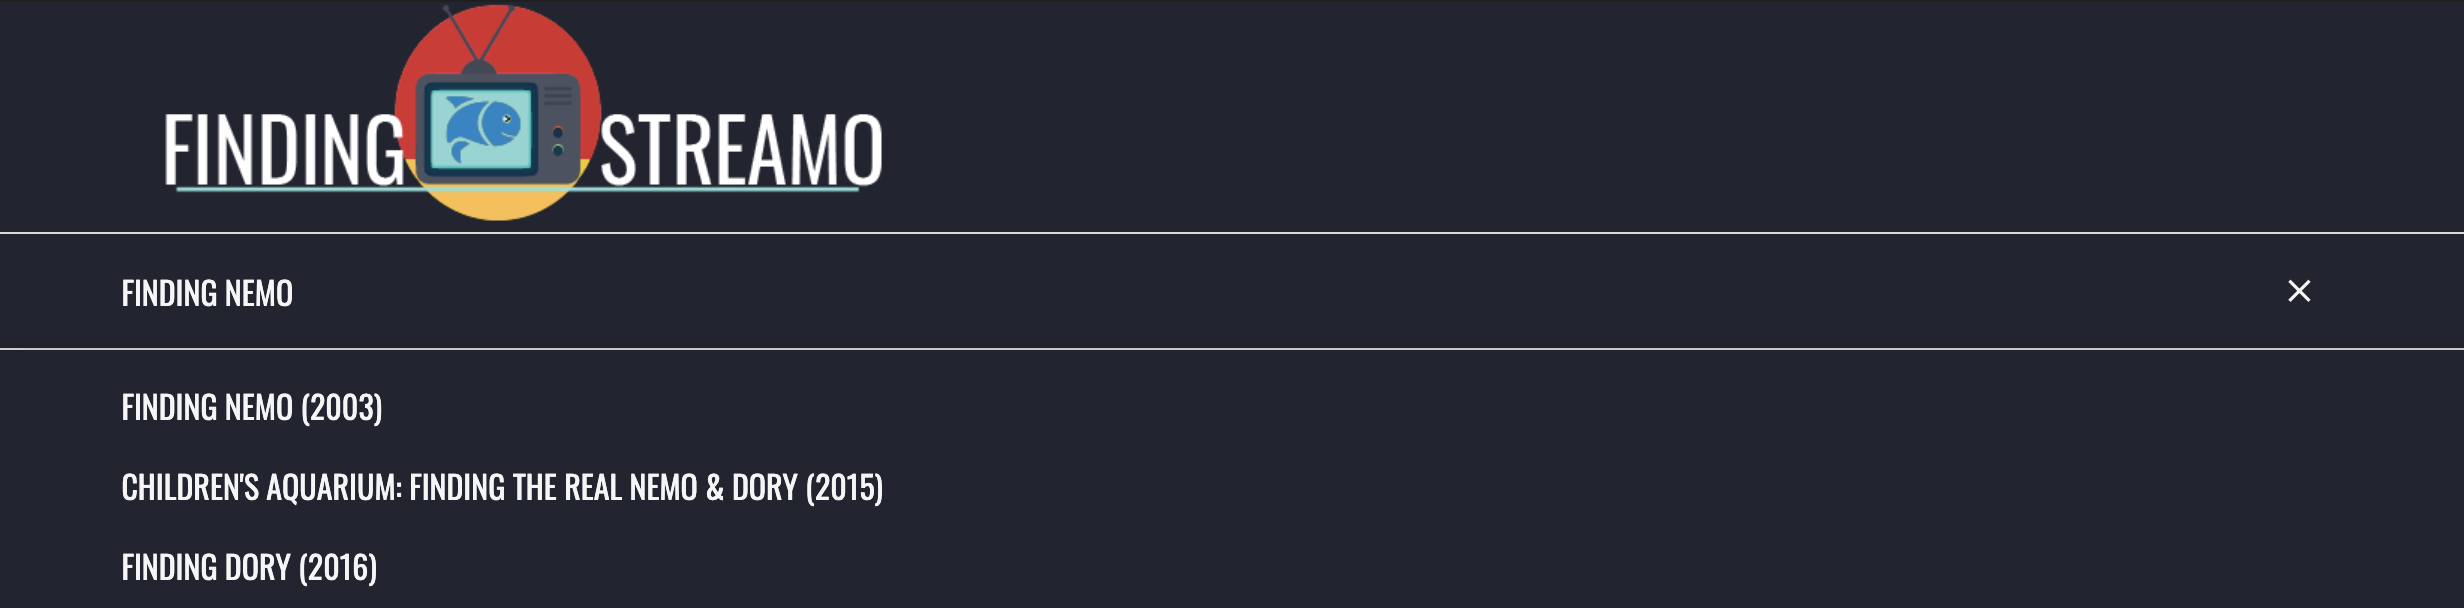 FINDING STREAMO
FINDING NEMO
FINDING NEMO (2003)
CHILDREN'S AQUARIUM: FINDING THE REAL NEMO & DORY (2015)
FINDING DORY (2016)